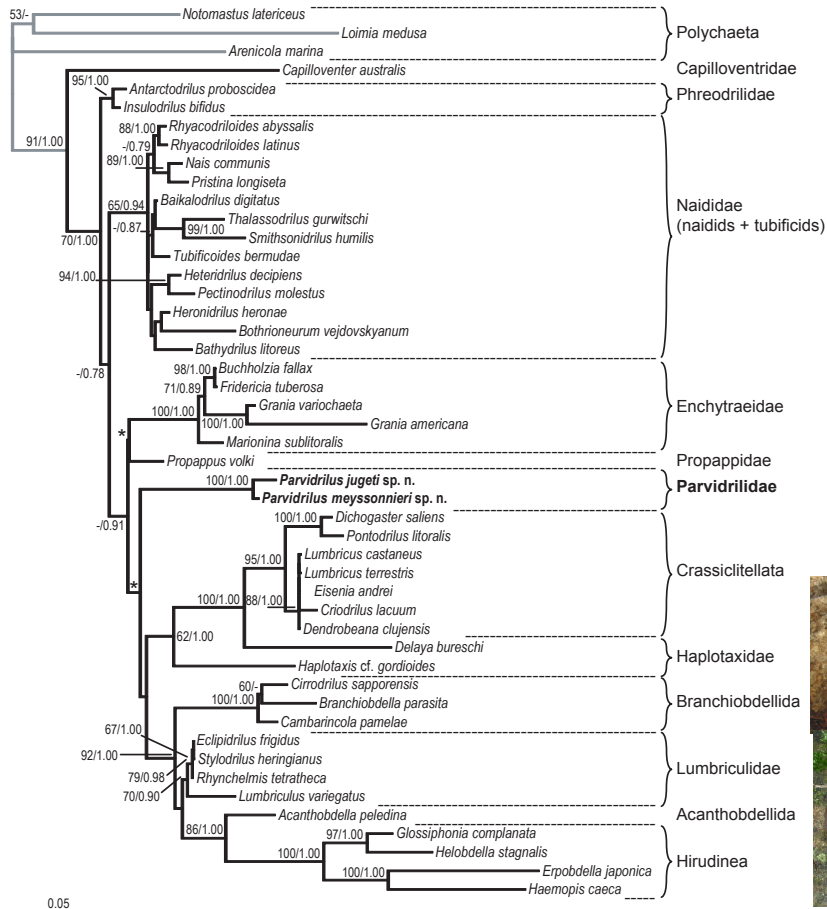 53/-
Notomastus latericeus
Loimia medusa
Polychaeta
Arenicola marina
Capilloventer australis
Capilloventridae
95/1.00
Antarctodrilus proboscidea
Phreodrilidae
Insulodrilus bifidus
91/1.00
88/1.00
Rhyacodriloides abyssalis
-/0.79
Rhyacodriloides latinus
89/1.00
Nais communis
Pristina longiseta
65/0.94
Baikalodrilus digitatus
Naididae
(naidids + tubificids)
-/0.87
Thalassodrilus gurwitschi
99/1.00
70/1.00
Smithsonidrilus humilis
Tubificoides bermudae
94/1.00
Heteridrilus decipiens
Pectinodrilus molestus
Heronidrilus heronae
Bothrioneurum vejdovskyanum
Bathydrilus litoreus
-/0.78
98/1.00
Buchholzia fallax
71/0.89
Fridericia tuberosa
Grania variochaeta
Enchytraeidae
100/1.00
100/1.00
Grania americana
*
Marionina sublitoralis
Propappus volki
Propappidae
100/1.00
Parvidrilus jugeti sp. n.
Parvidrilidae
Parvidrilus meyssonnieri sp. n.
-/0.91
100/1.00
Dichogaster saliens
Pontodrilus litoralis
95/1.00
Lumbricus castaneus
*
Lumbricus terrestris
Crassiclitellata
Eisenia andrei
100/1.00
88/1.00
Criodrilus lacuum
Dendrobeana clujensis
62/1.00
Delaya bureschi
Haplotaxidae
Haplotaxis cf. gordioides
60/-
Cirrodrilus sapporensis
100/1.00
Branchiobdella parasita
Branchiobdellida
Cambarincola pamelae
67/1.00
Eclipidrilus frigidus
92/1.00
Stylodrilus heringianus
Lumbriculidae
79/0.98
Rhynchelmis tetratheca
70/0.90
Lumbriculus variegatus
Acanthobdella peledina
Acanthobdellida
86/1.00
97/1.00
Glossiphonia complanata
Helobdella stagnalis
100/1.00
Hirudinea
100/1.00
Erpobdella japonica
Haemopis caeca
0.05